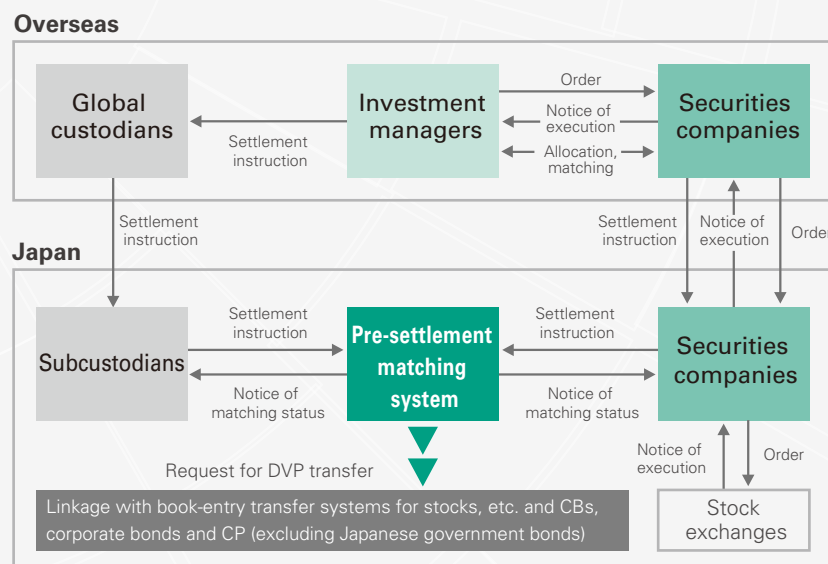 Overseas
Global
custodians
Settlement
instruction
Investment
managers
Order
Notice of
execution
Allocation,
matching
Securities
companies
Settlement
instruction
Settlement
instruction
Notice of
execution
Order
Japan
Subcustodians
Settlement
instruction
Notice of
matching status
Pre-settlement
matching
system
Settlement
instruction
Notice of
matching status
Securities
companies
Request for DVP transfer
Notice of
execution
Order
Linkage with book-entry transfer systems for stocks, etc. and CBs,
corporate bonds and CP (excluding Japanese government bonds)
Stock
exchanges